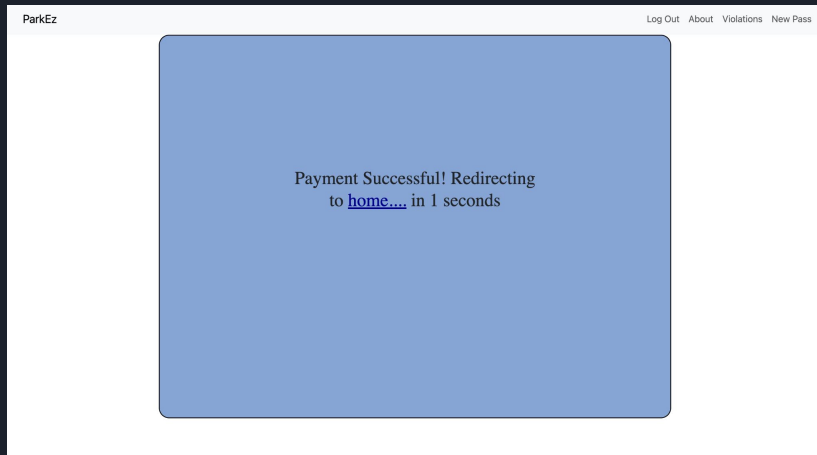 ParkEz
Log Out About Violations New Pass
Payment Successful! Redirecting
to home.... in 1 seconds